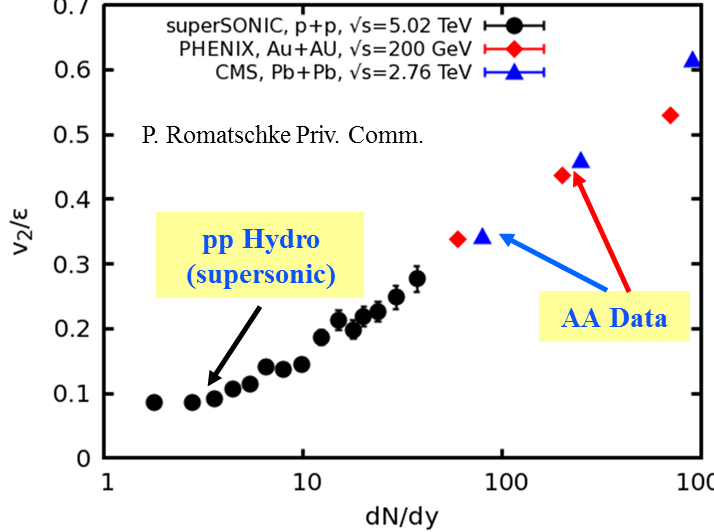 0.7
superSONIC, p+p, √s=5.02 TeV
PHENIX, Au+AU, √s=200 GeV
CMS, Pb+Pb, √s=2.76 TeV
0.6
P. Romatschke Priv. Comm.
0.5
0.4
v₂/ε
pp Hydro
(supersonic)
0.3
AA Data
0.2
0.1
0
1
10
100
100
dN/dy